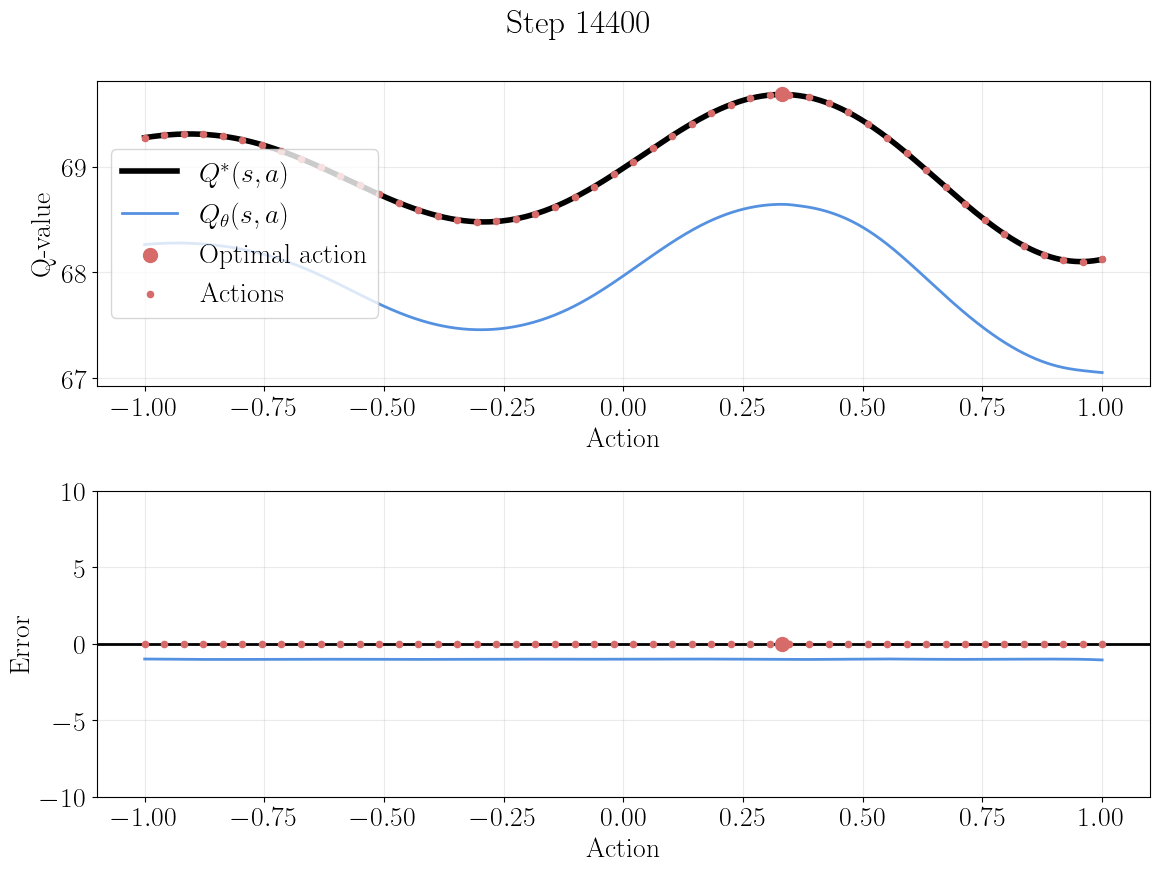 Step 14400
69
68
67
Q-value
Q*(s, a)
Qθ(s, a)
Optimal action
Actions
−1.00 −0.75 −0.50 −0.25 0.00 0.25 0.50 0.75 1.00
Action
10
5
0
−5
−10
Error
−1.00 −0.75 −0.50 −0.25 0.00 0.25 0.50 0.75 1.00
Action